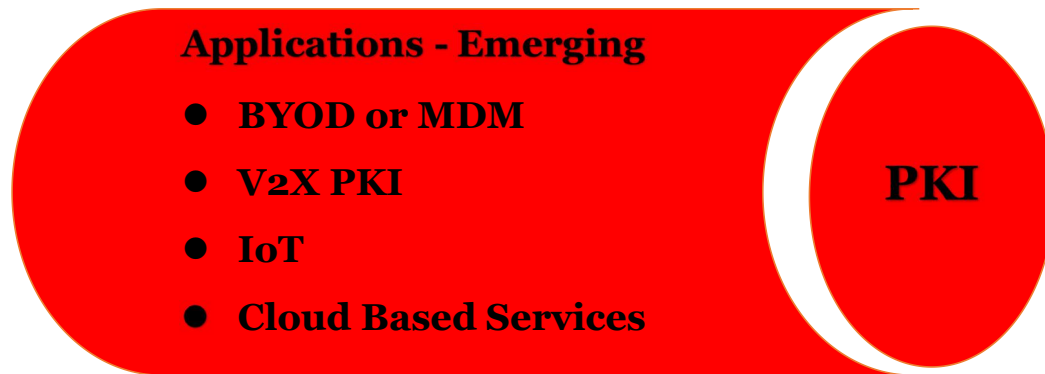 Applications - Emerging
● BYOD or MDM
● V2X PKI
● IoT
● Cloud Based Services
PKI